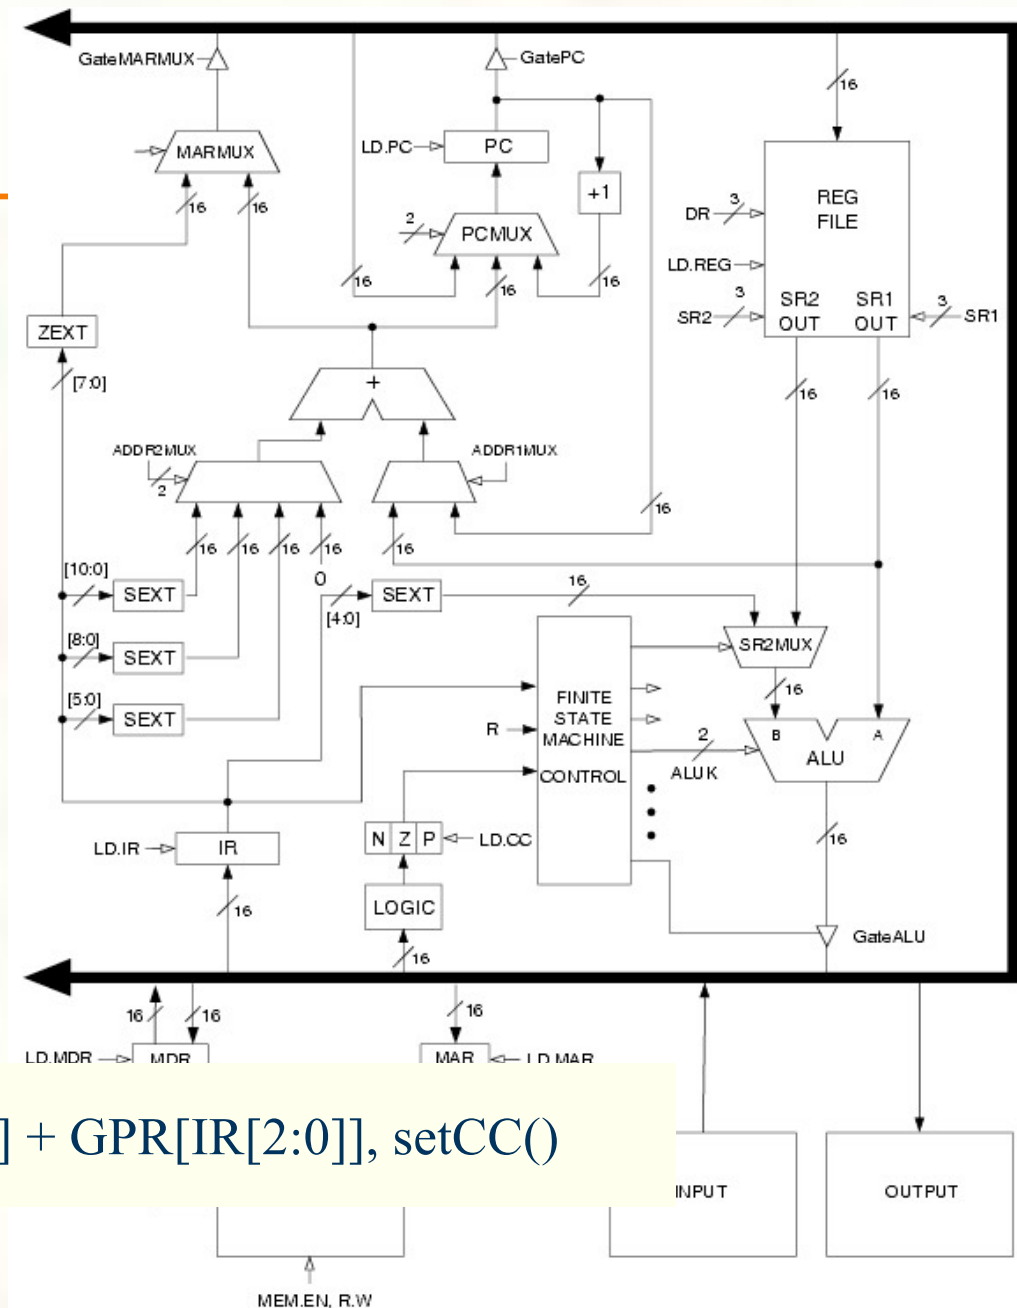 GateMARMUX
GatePC
16
MARMUX
LD.PC
PC
+1
REG
FILE
3
DR
16
16
2
PCMUX
LD.REG
16
16
16
3
SR2
SR2
OUT
SR1
OUT
3
SR1
ZEXT
[7:0]
+
16
16
ADDR2MUX
2
ADDR1MUX
16
16
16
16
16
16
0
[10:0]
SEXT
[4:0]
SEXT
16
[8:0]
SEXT
SR2MUX
16
[5:0]
SEXT
FINITE
STATE
MACHINE
CONTROL
R
2
ALUK
B
A
ALU
LD.IR
IR
N Z P
LD.CC
16
16
LOGIC
16
GateALU
16
16
16
LD.MDR
MDR
MAR
LD.MAR
] + GPR[IR[2:0]], setCC()
INPUT
OUTPUT
MEM.EN, R.W